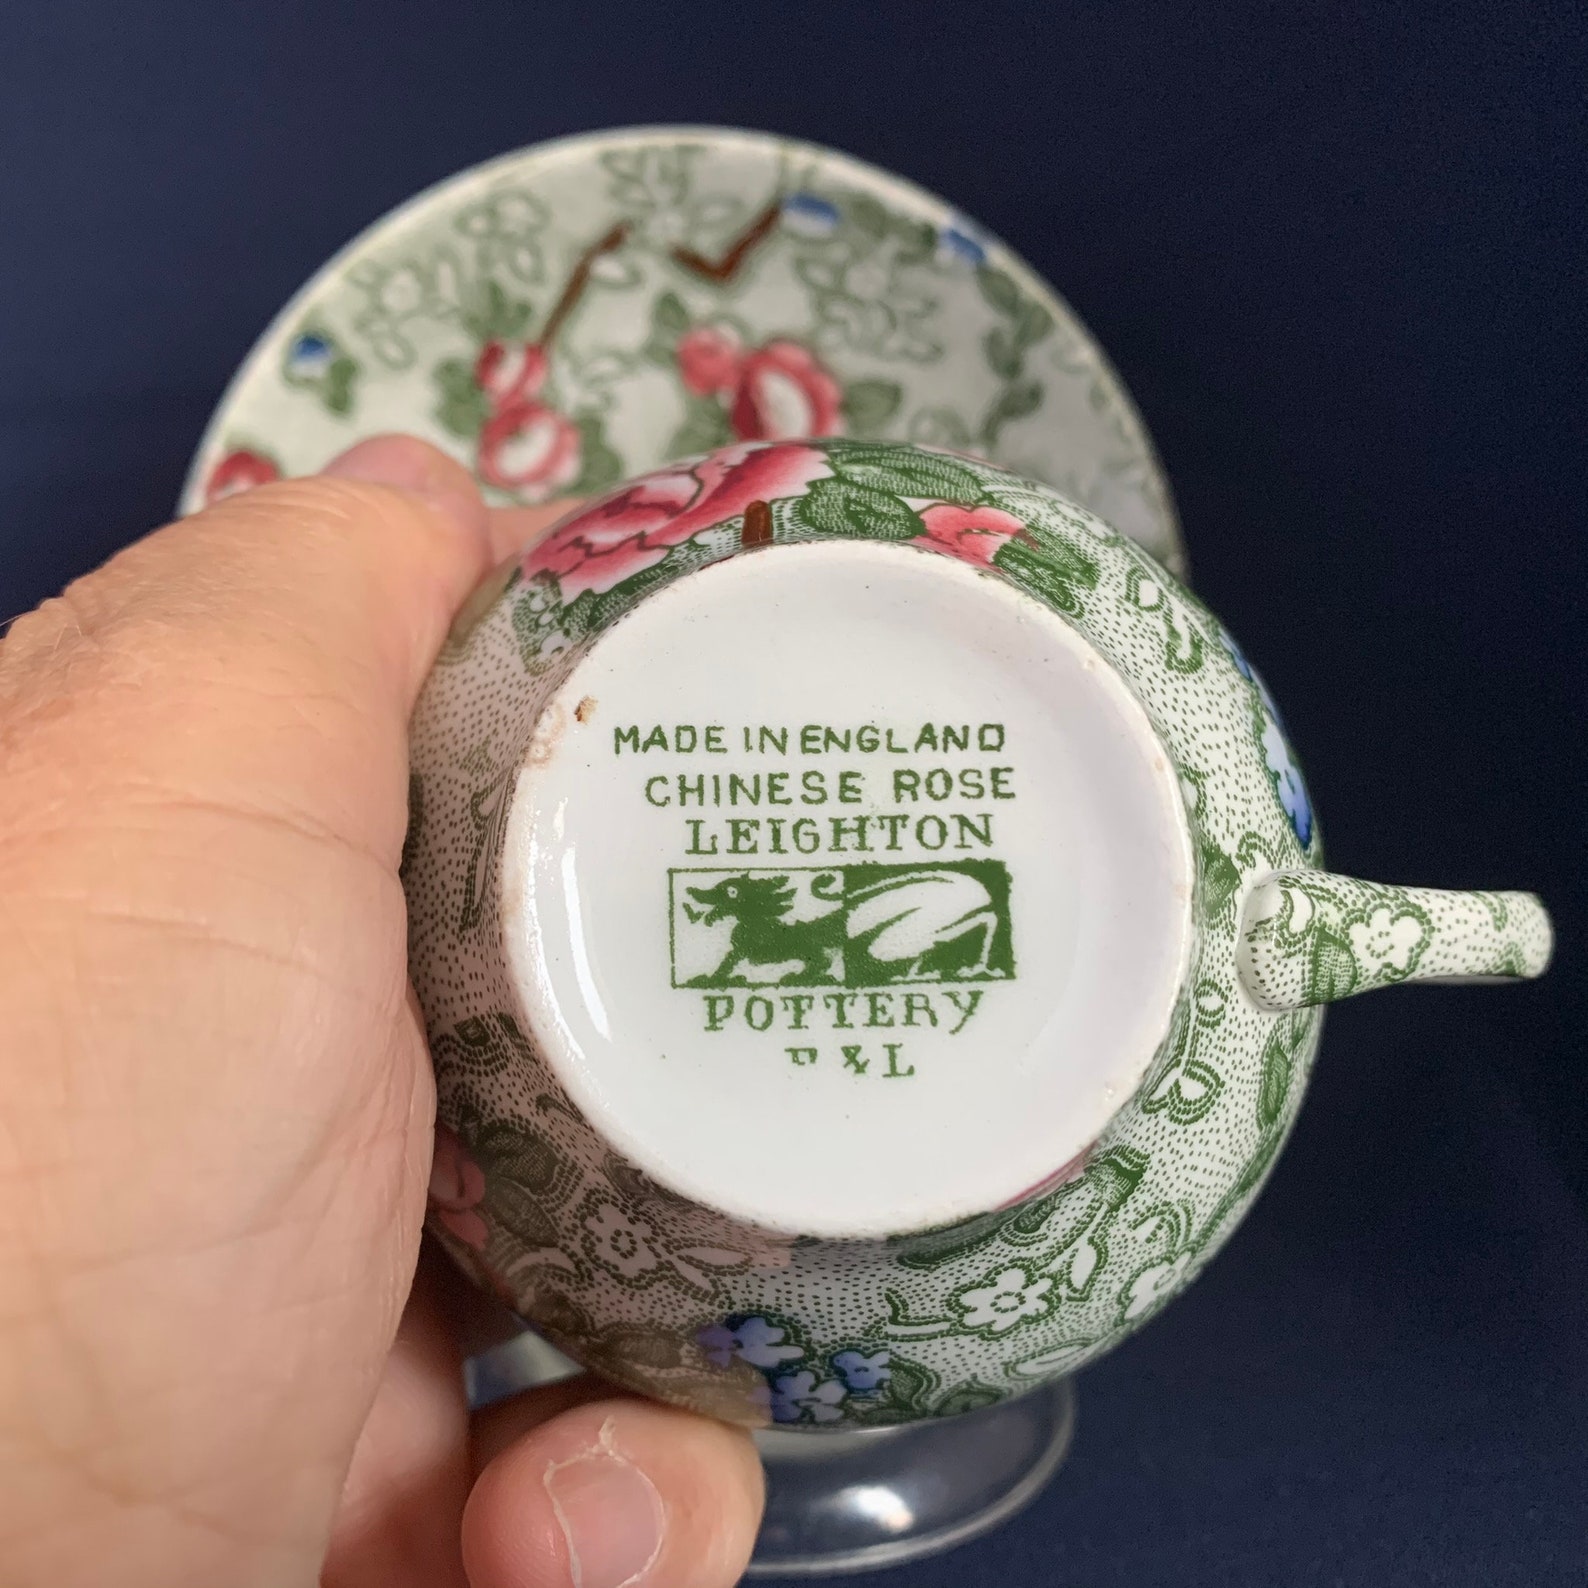 MADE IN ENGLAND
CHINESE ROSE
LEIGHTON
POTTERY
& L